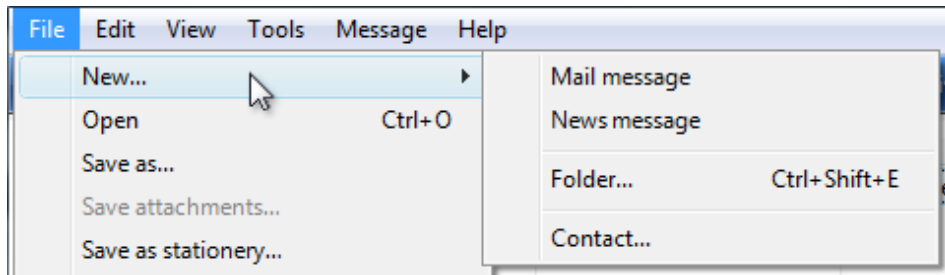 File Edit View Tools Message Help
New... Mail message
Open Ctrl+O News message
Save as...
Save attachments... Folder... Ctrl+Shift+E
Save as stationery... Contact...